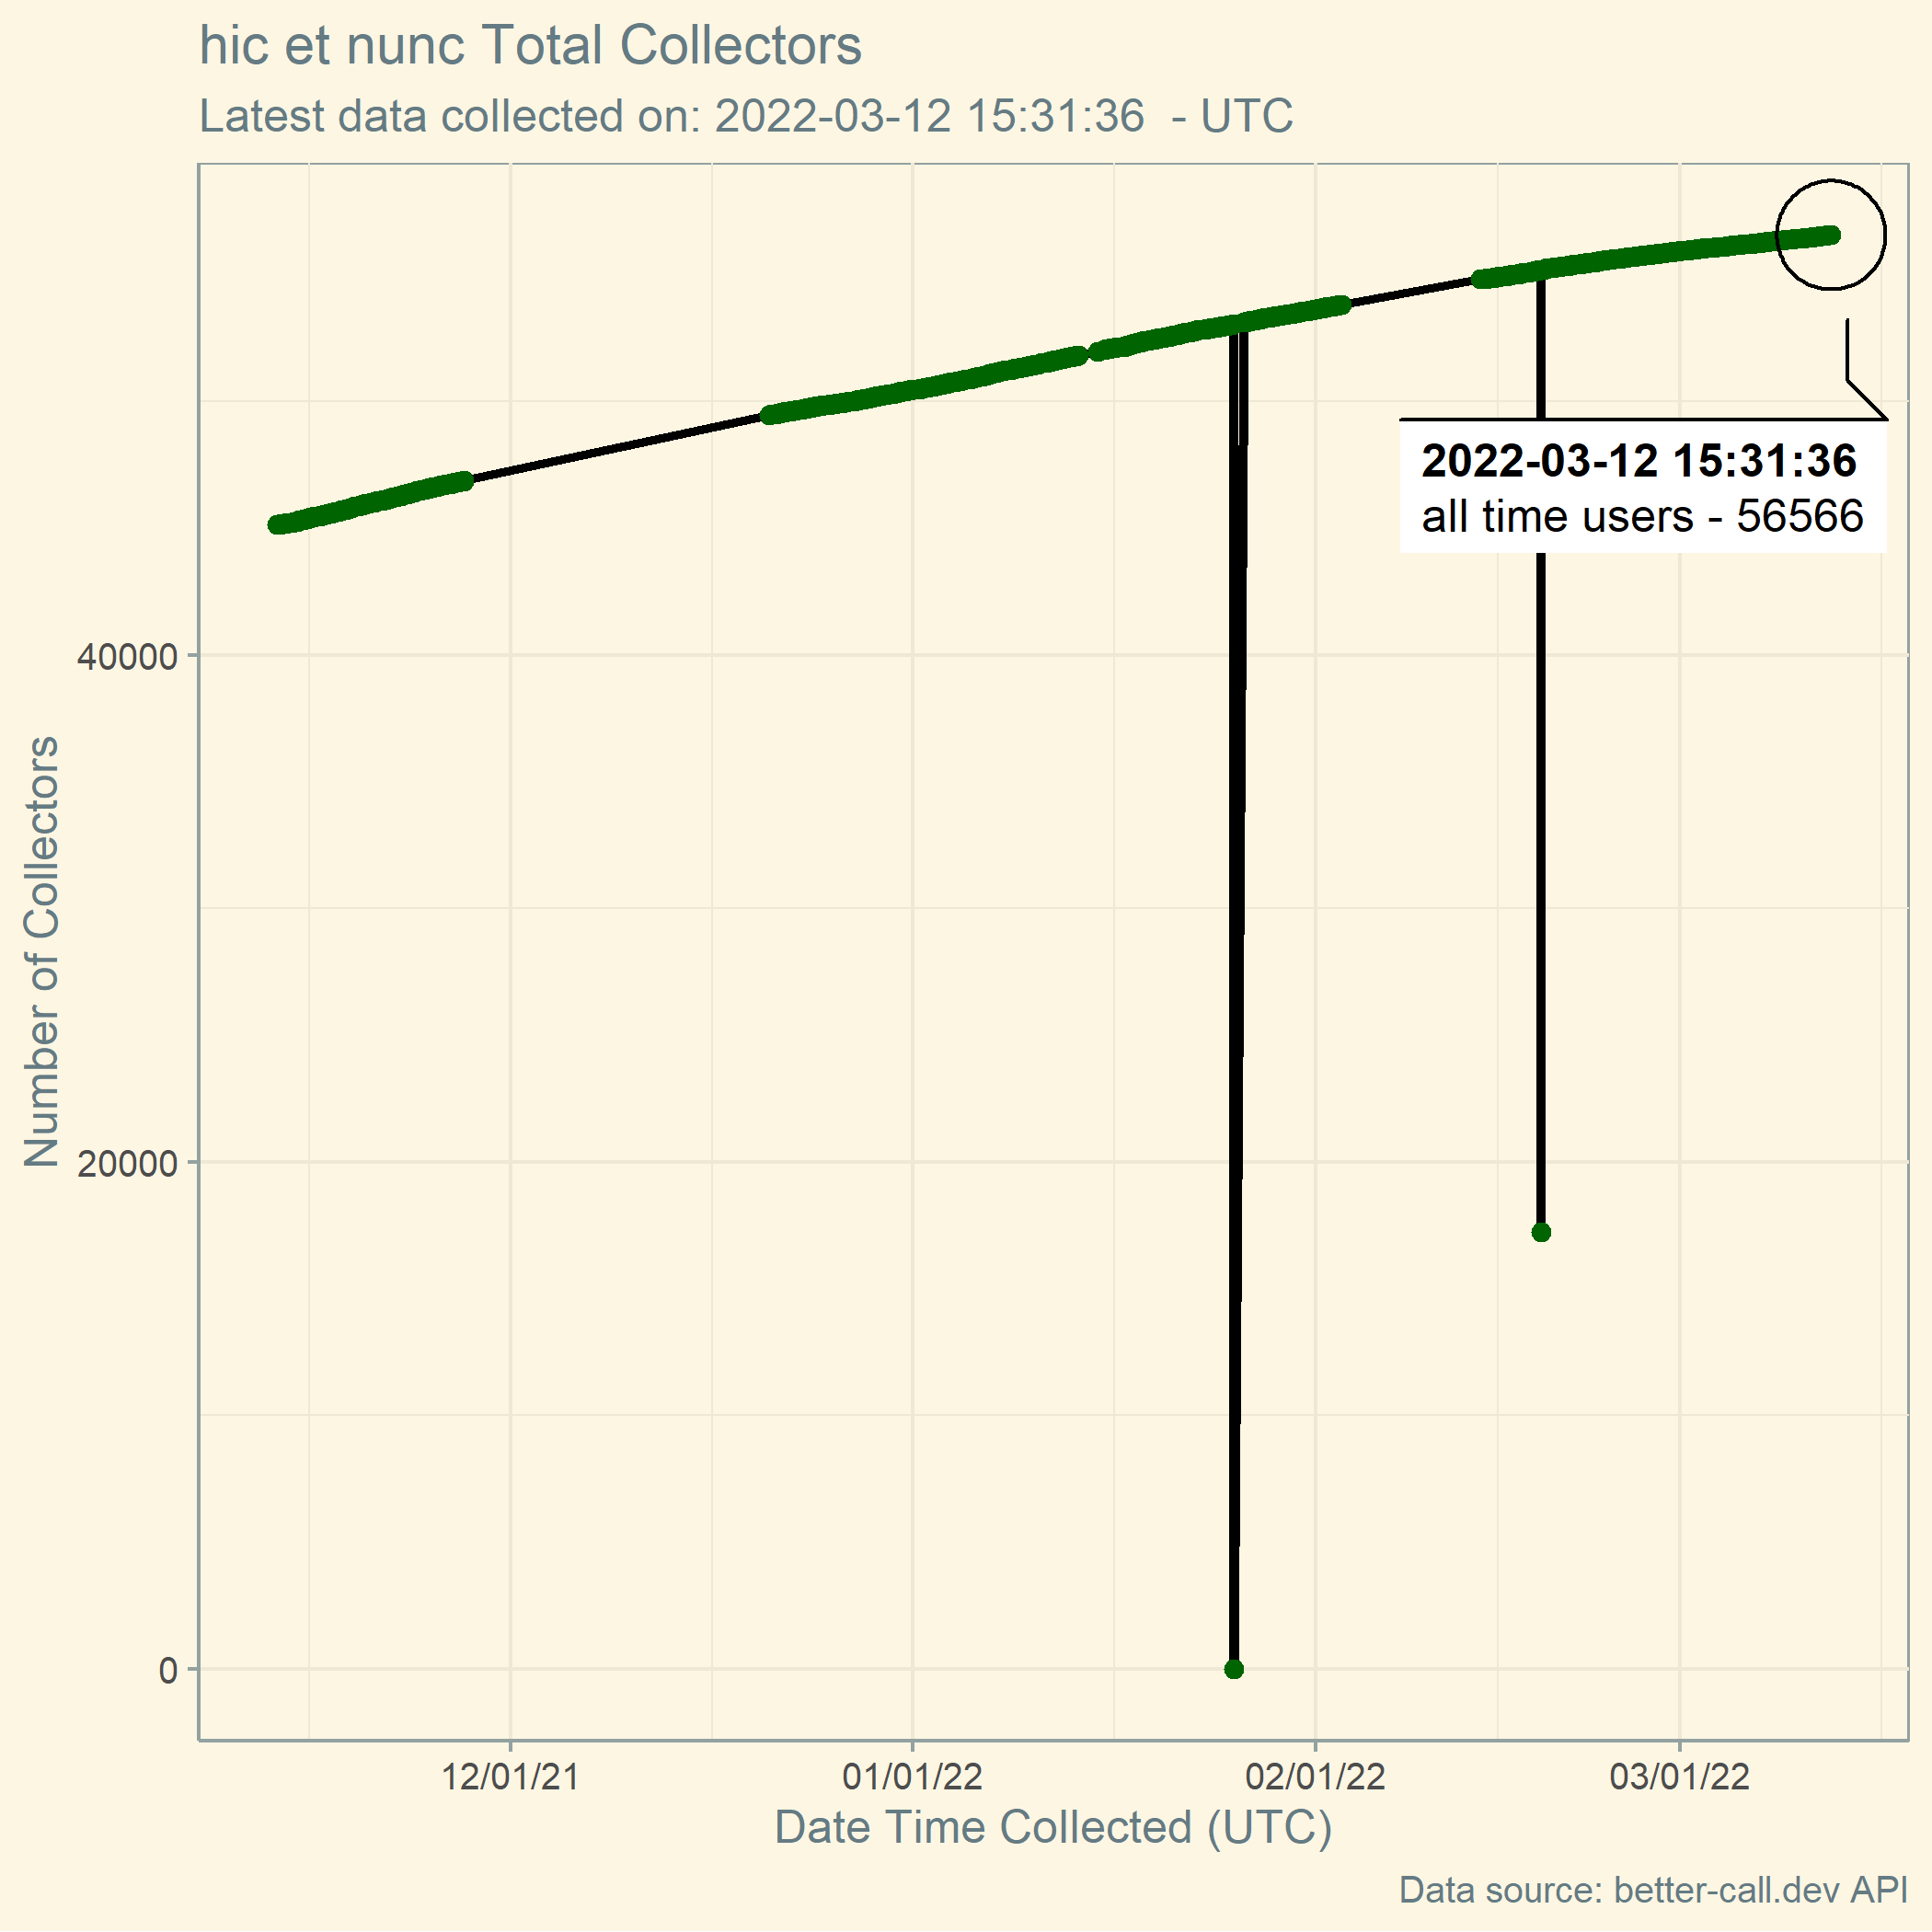 hic et nunc Total Collectors
Latest data collected on: 2022-03-12 15:31:36  - UTC
2022-03-12 15:31:36
all time users - 56566
40000
20000
0
Number of Collectors
12/01/21
01/01/22
02/01/22
03/01/22
Date Time Collected (UTC)
Data source: better-call.dev API